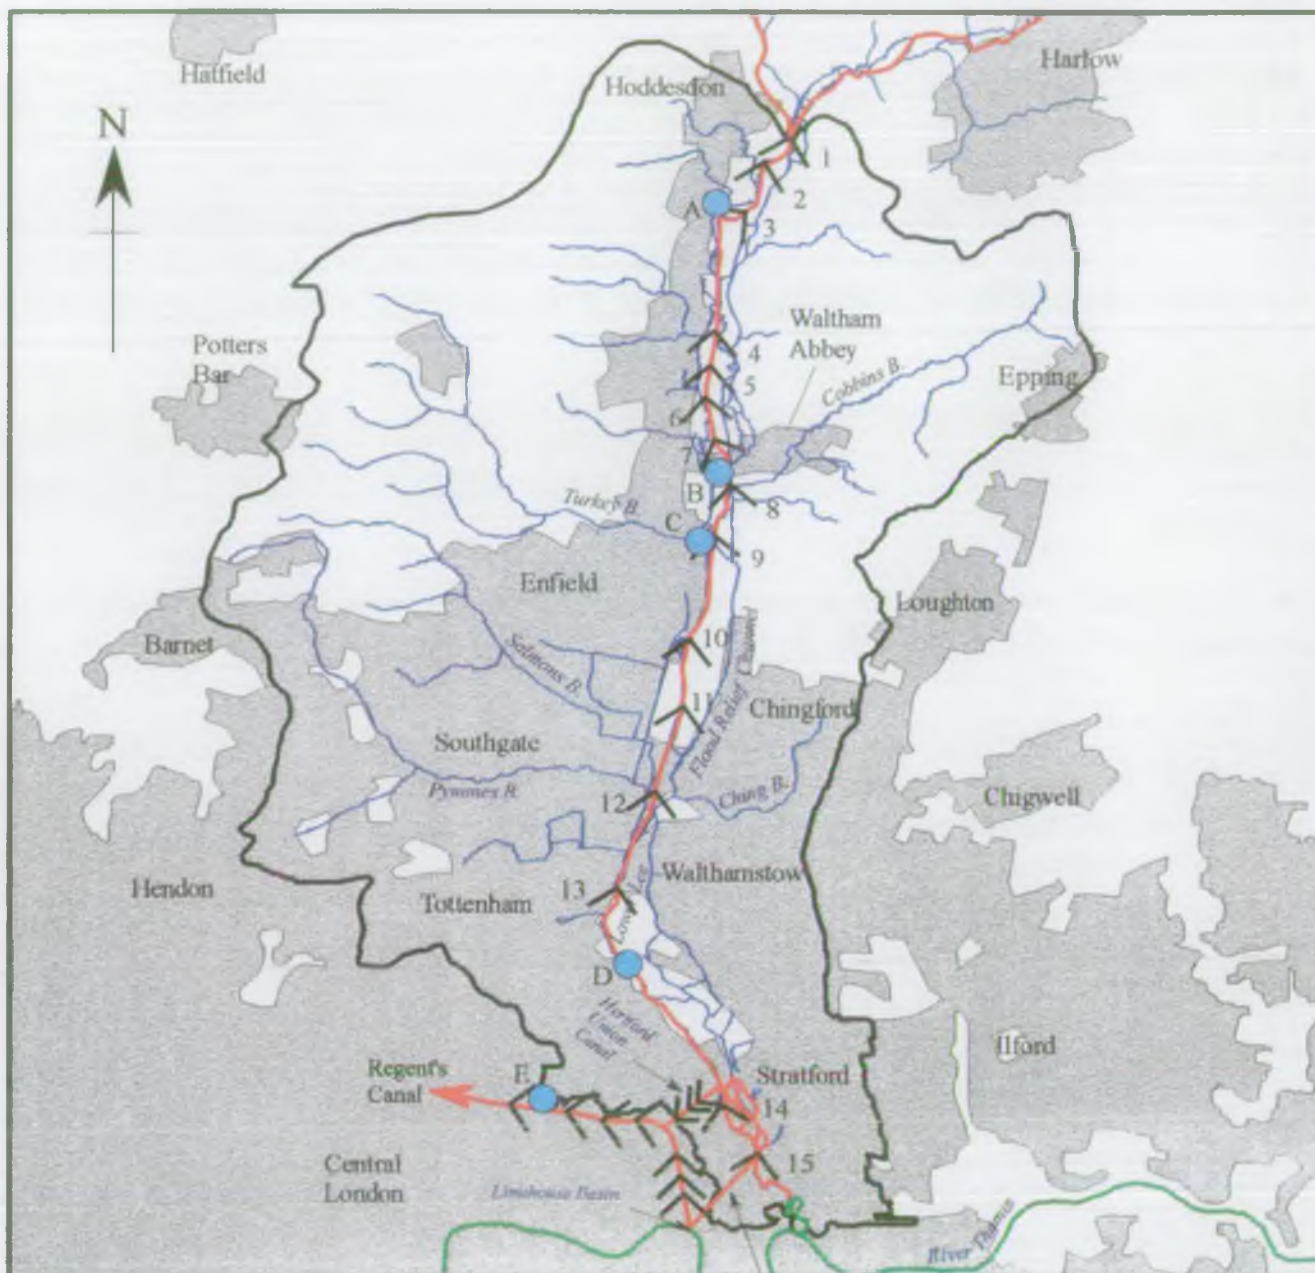 Hatfield
Hoddesdon
Harlow
N
1
2
A
3
Waltham
Abbey
Potters
Bar
4
Cobbins B.
Epping
5
6
7
B
8
Turkey B.
C
9
Enfield
Loughton
Barnet
10
Salmons B.
Flood Relief Channel
11
Chingford
Southgate
Pymmes B.
Ching B.
Chigwell
12
Walthamstow
Hendon
13
Tottenham
Lower Lee
D
Hertford
Union
Canal
Ilford
Regent's
Canal
E
Stratford
14
Central
London
15
Limehouse Basin
River Thames